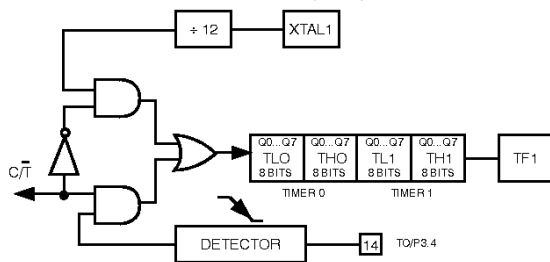 ÷ 12
XTAL1
Q0...Q7 Q0...Q7 Q0...Q7 Q0...Q7
TLO THO TL1 TH1
8 BITS 8 BITS 8 BITS 8 BITS
TF1
C/T̅
TIMER 0 TIMER 1
DETECTOR
14
TO/P3.4